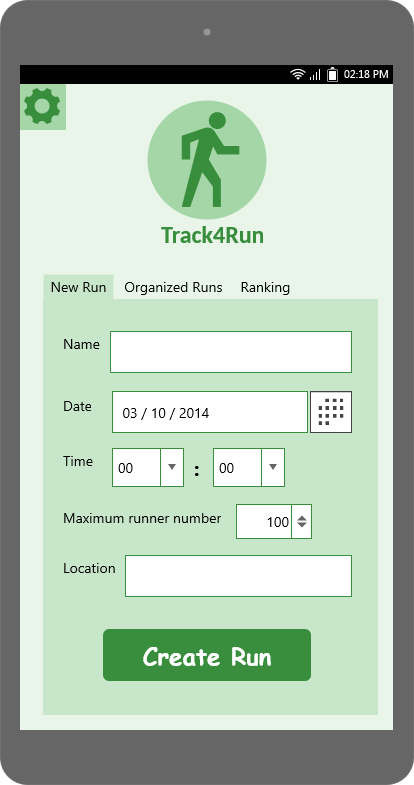 02:18 PM
Track4Run
New Run Organized Runs Ranking
Name
Date 03 / 10 / 2014
Time 00 : 00
Maximum runner number 100
Location
Create Run